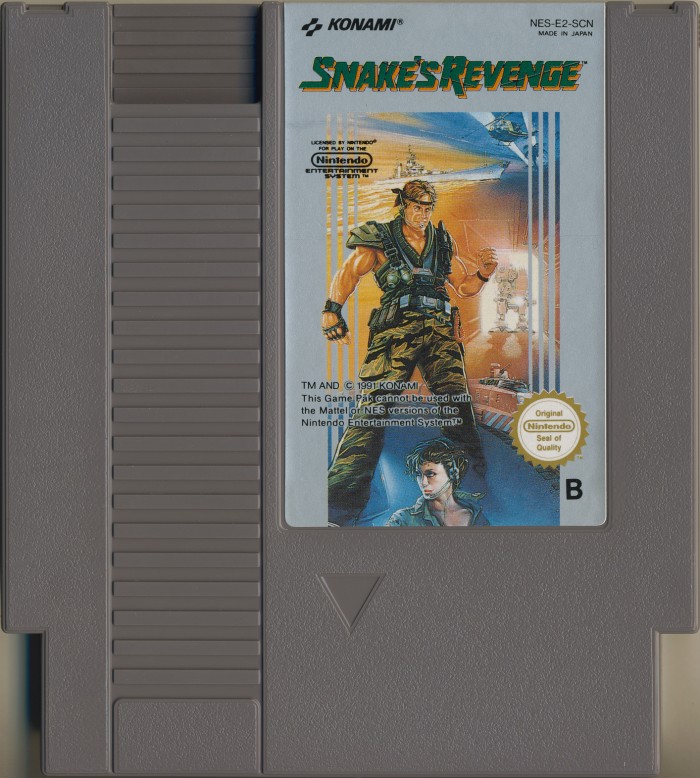 KONAMI®
NES-E2-SCN
MADE IN JAPAN
SNAKE'S REVENGE™
LICENSED BY NINTENDO®
FOR PLAY ON THE
Nintendo®
ENTERTAINMENT
SYSTEM™
TM AND © 1991 KONAMI
This Game Pak cannot be used with
the Mattel or NES versions of the
Nintendo Entertainment System™
Original
Nintendo
Seal of
Quality
TM
B